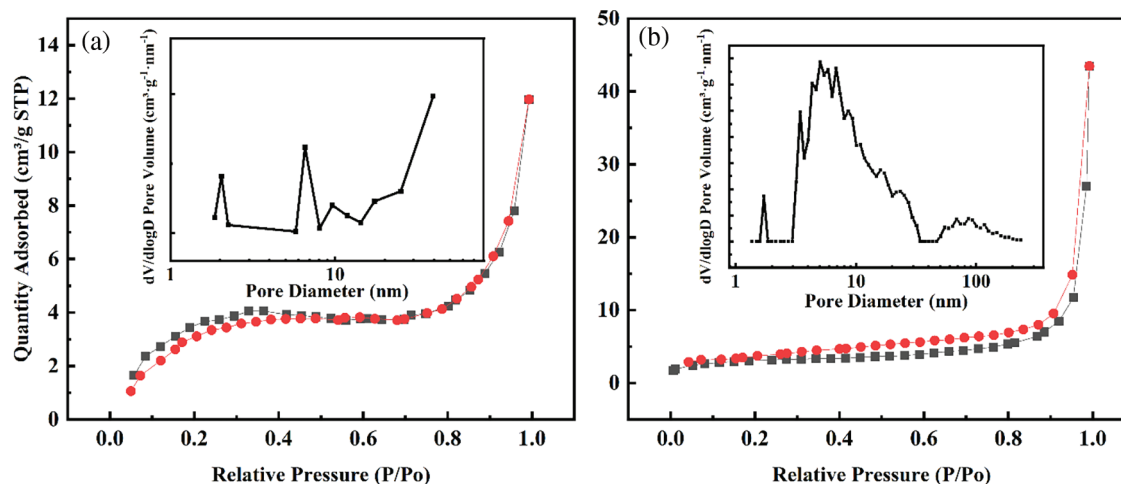 (a)
14
12
10
8
6
4
2
0
Quantity Adsorbed (cm³/g STP)
0.0 0.2 0.4 0.6 0.8 1.0
Relative Pressure (P/Po)
dV/dlogD Pore Volume (cm³·g⁻¹·nm⁻¹)
1 10
Pore Diameter (nm)
(b)
50
40
30
20
10
0
0.0 0.2 0.4 0.6 0.8 1.0
Relative Pressure (P/Po)
dV/dlogD Pore Volume (cm³·g⁻¹·nm⁻¹)
1 10 100
Pore Diameter (nm)